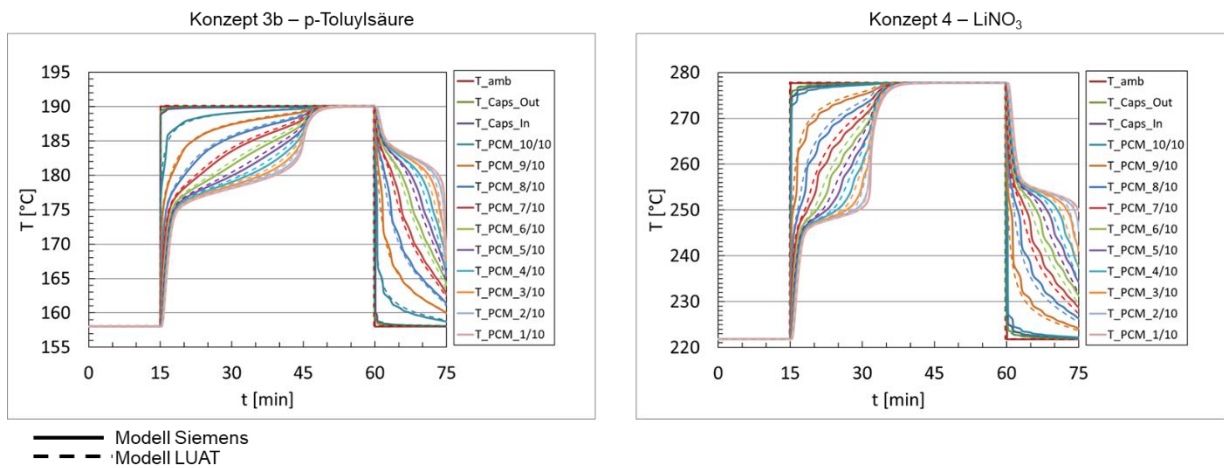 Konzept 3b – p-Toluylsäure
T [°C]
195
190
185
180
175
170
165
160
155
0 15 30 45 60 75
t [min]
T_amb
T_Caps_Out
T_Caps_In
T_PCM_10/10
T_PCM_9/10
T_PCM_8/10
T_PCM_7/10
T_PCM_6/10
T_PCM_5/10
T_PCM_4/10
T_PCM_3/10
T_PCM_2/10
T_PCM_1/10
Konzept 4 – LiNO₃
T [°C]
280
270
260
250
240
230
220
0 15 30 45 60 75
t [min]
T_amb
T_Caps_Out
T_Caps_In
T_PCM_10/10
T_PCM_9/10
T_PCM_8/10
T_PCM_7/10
T_PCM_6/10
T_PCM_5/10
T_PCM_4/10
T_PCM_3/10
T_PCM_2/10
T_PCM_1/10
Modell Siemens
Modell LUAT